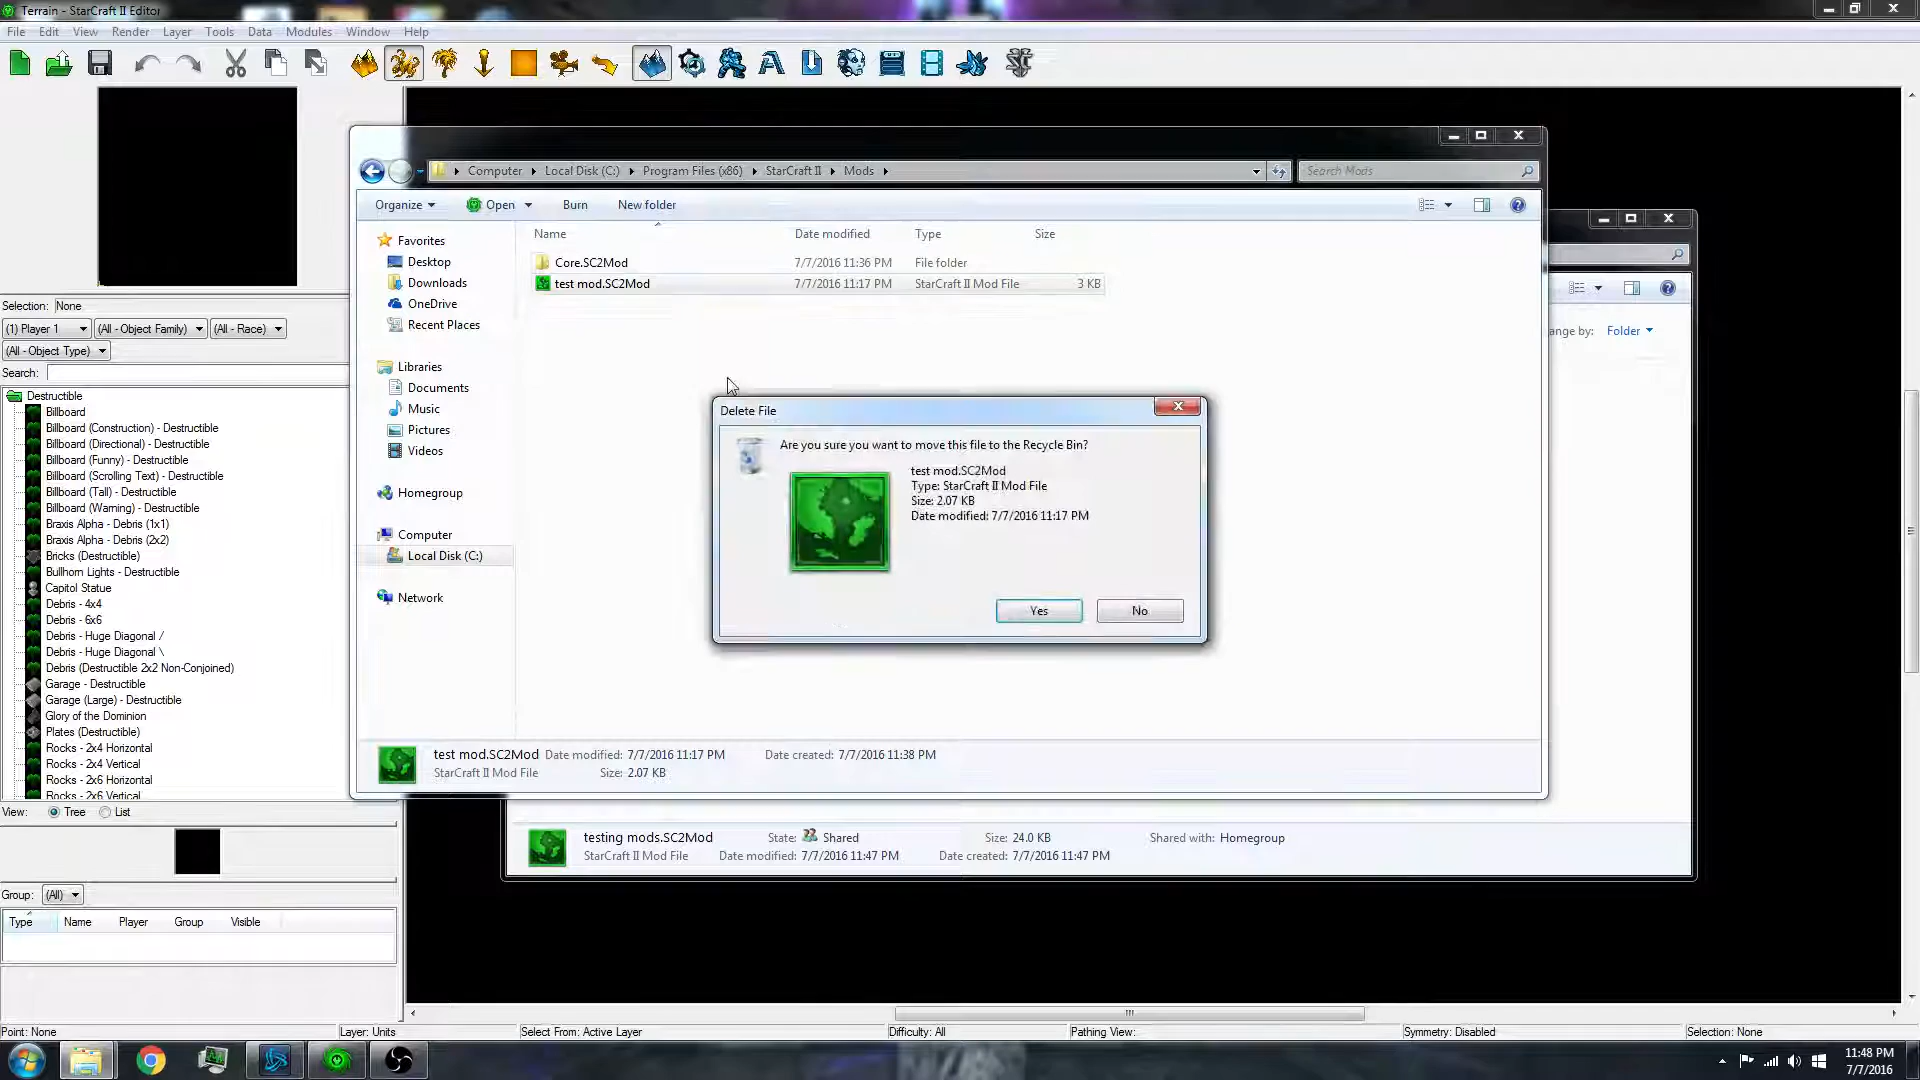 Terrain - StarCraft II Editor
File Edit View Render Layer Tools Data Modules Window Help
Computer Local Disk (C:) Program Files (x86) StarCraft II Mods
Search Mods
Organize Open Burn New folder
Favorites
Desktop
Downloads
OneDrive
Recent Places
Libraries
Documents
Music
Pictures
Videos
Homegroup
Computer
Local Disk (C:)
Network
Name Date modified Type Size
Core.SC2Mod 7/7/2016 11:36 PM File folder
test mod.SC2Mod 7/7/2016 11:17 PM StarCraft II Mod File 3 KB
ange by: Folder
Delete File
Are you sure you want to move this file to the Recycle Bin?
test mod.SC2Mod
Type: StarCraft II Mod File
Size: 2.07 KB
Date modified: 7/7/2016 11:17 PM
Yes No
test mod.SC2Mod Date modified: 7/7/2016 11:17 PM Date created: 7/7/2016 11:38 PM
StarCraft II Mod File Size: 2.07 KB
testing mods.SC2Mod State: Shared Size: 24.0 KB Shared with: Homegroup
StarCraft II Mod File Date modified: 7/7/2016 11:47 PM Date created: 7/7/2016 11:47 PM
Selection: None
(1) Player 1 (All - Object Family) (All - Race)
(All - Object Type)
Search:
Destructible
Billboard
Billboard (Construction) - Destructible
Billboard (Directional) - Destructible
Billboard (Funny) - Destructible
Billboard (Scrolling Text) - Destructible
Billboard (Tall) - Destructible
Billboard (Warning) - Destructible
Braxis Alpha - Debris (1x1)
Braxis Alpha - Debris (2x2)
Bricks (Destructible)
Bullhorn Lights - Destructible
Capitol Statue
Debris - 4x4
Debris - 6x6
Debris - Huge Diagonal /
Debris - Huge Diagonal \
Debris (Destructible 2x2 Non-Conjoined)
Garage - Destructible
Garage (Large) - Destructible
Glory of the Dominion
Plates (Destructible)
Rocks - 2x4 Horizontal
Rocks - 2x4 Vertical
Rocks - 2x6 Horizontal
Rocks - 2x6 Vertical
View: Tree List
Group: (All)
Type Name Player Group Visible
Point: None Layer: Units Select From: Active Layer Difficulty: All Pathing View: Symmetry: Disabled Selection: None
11:48 PM
7/7/2016